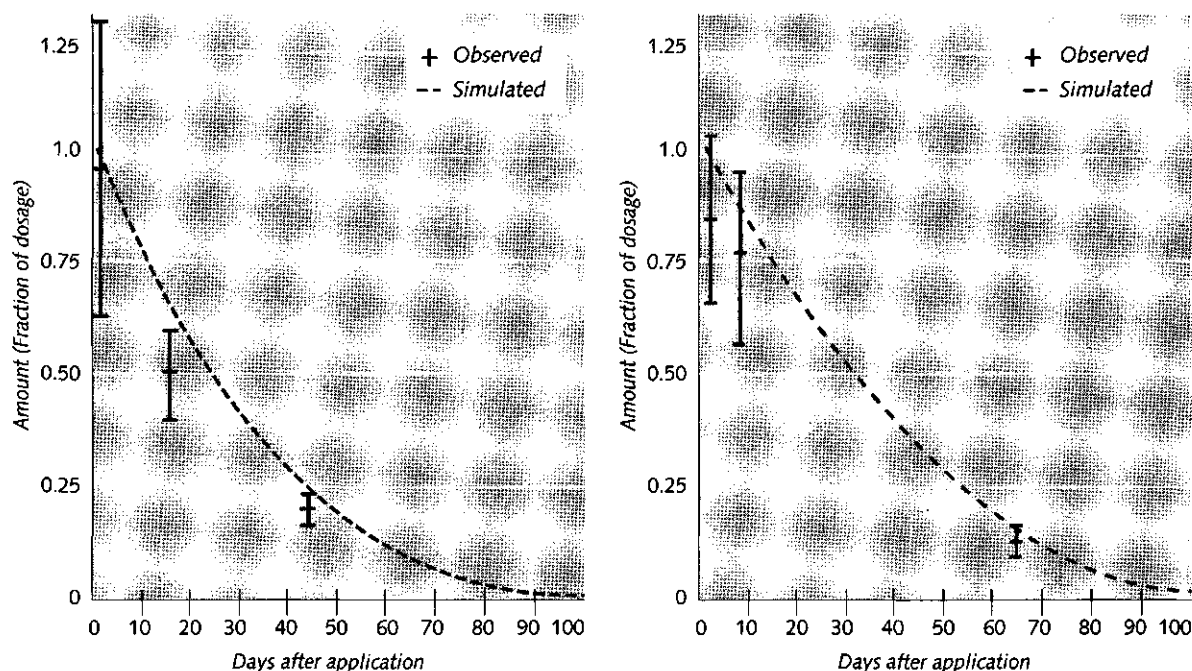 1.25
1.0
0.75
0.50
0.25
0
Amount (Fraction of dosage)
Observed
Simulated
0 10 20 30 40 50 60 70 80 90 100
Days after application
1.25
1.0
0.75
0.50
0.25
0
Amount (Fraction of dosage)
Observed
Simulated
0 10 20 30 40 50 60 70 80 90 100
Days after application